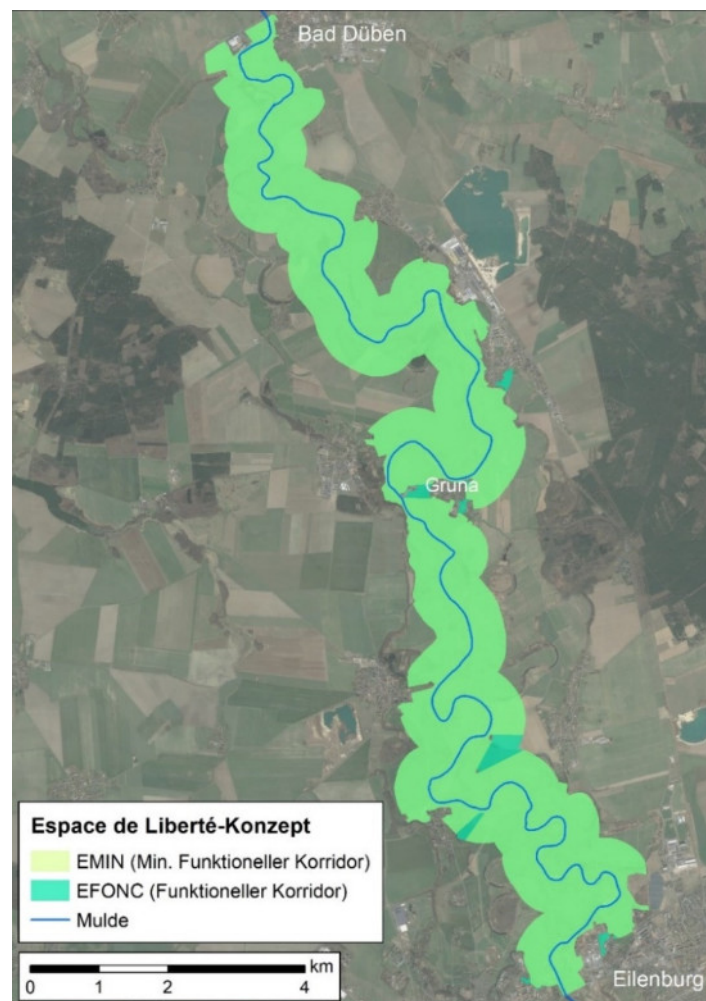 Bad Düben
Gruna
Espace de Liberté-Konzept
EMIN (Min. Funktioneller Korridor)
EFONC (Funktioneller Korridor)
Mulde
km
0 1 2 4
Eilenburg